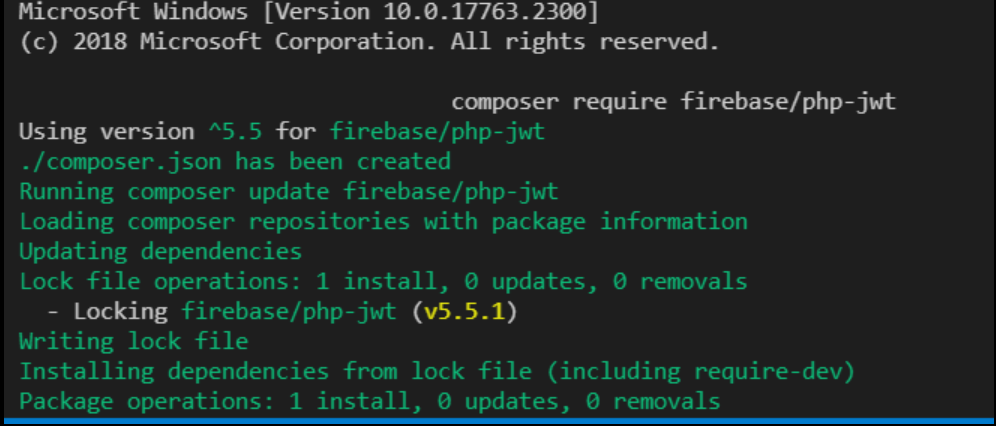 Microsoft Windows [Version 10.0.17763.2300]
(c) 2018 Microsoft Corporation. All rights reserved.
composer require firebase/php-jwt
Using version ^5.5 for firebase/php-jwt
./composer.json has been created
Running composer update firebase/php-jwt
Loading composer repositories with package information
Updating dependencies
Lock file operations: 1 install, 0 updates, 0 removals
  - Locking firebase/php-jwt (v5.5.1)
Writing lock file
Installing dependencies from lock file (including require-dev)
Package operations: 1 install, 0 updates, 0 removals